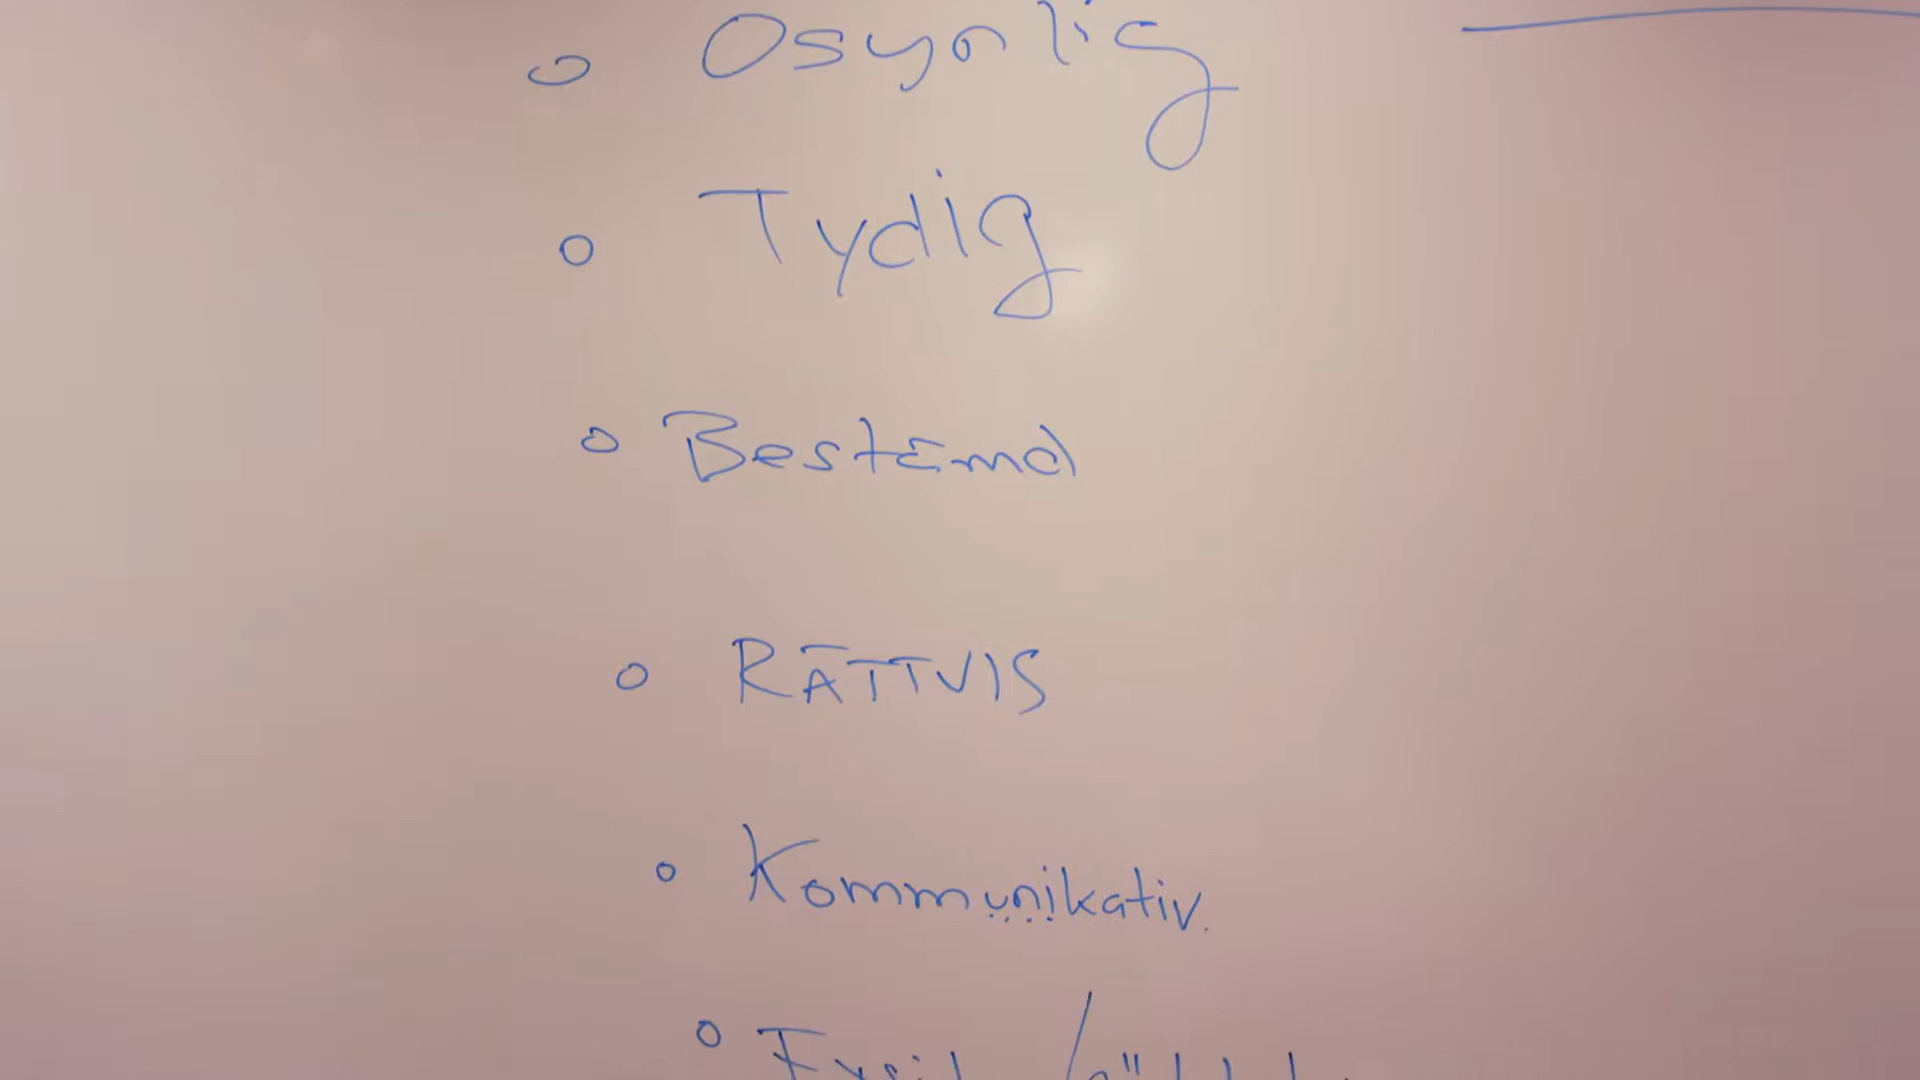 o Osynlig
o Tydlig
o Bestämd
o RÄTTVIS
o Kommunikativ.